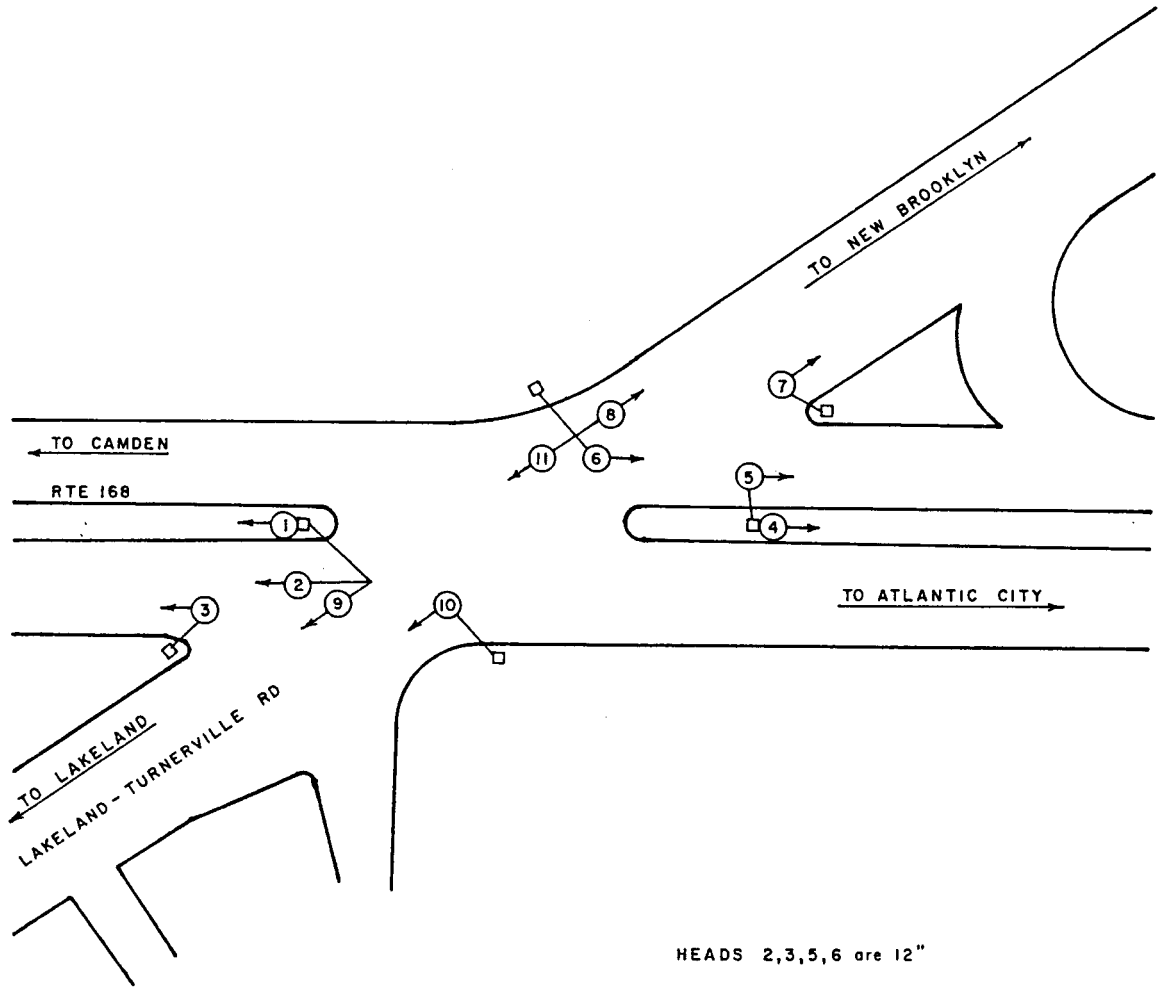 TO NEW BROOKLYN
7
8
11
6
TO CAMDEN
RTE 168
5
1
4
2
3
9
10
TO ATLANTIC CITY
TO LAKELAND
LAKELAND-TURNERVILLE RD
HEADS 2,3,5,6 are 12"